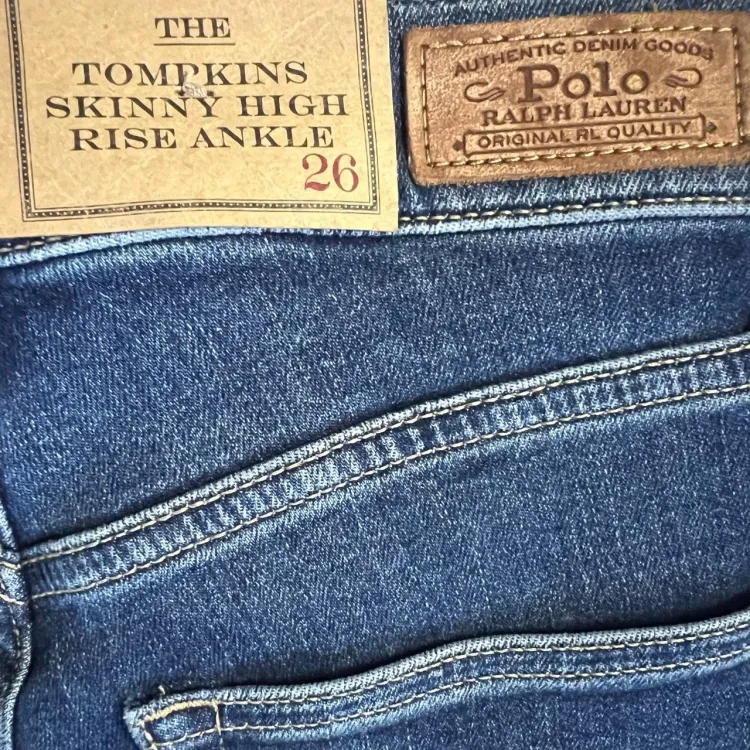 THE
TOMPKINS
SKINNY HIGH
RISE ANKLE
26
AUTHENTIC DENIM GOODS
Polo
RALPH LAUREN
ORIGINAL RL QUALITY